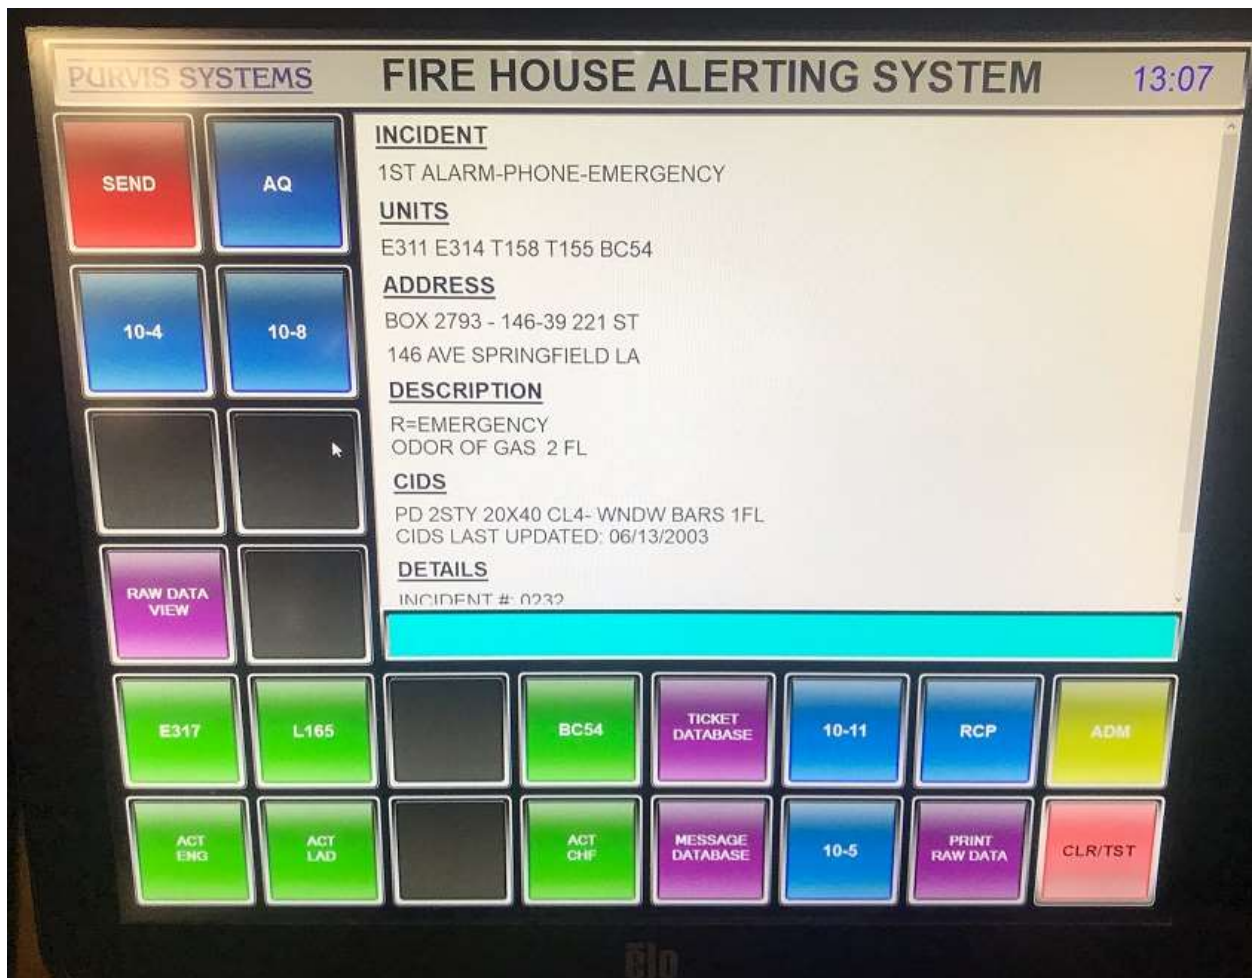 PURVIS SYSTEMS FIRE HOUSE ALERTING SYSTEM 13:07
SEND AQ
10-4 10-8
RAW DATA
VIEW
INCIDENT
1ST ALARM-PHONE-EMERGENCY
UNITS
E311 E314 T158 T155 BC54
ADDRESS
BOX 2793 - 146-39 221 ST
146 AVE SPRINGFIELD LA
DESCRIPTION
R=EMERGENCY
ODOR OF GAS 2 FL
CIDS
PD 2STY 20X40 CL4- WNDW BARS 1FL
CIDS LAST UPDATED: 06/13/2003
DETAILS
INCIDENT #: 0232
E317 L165 BC54 TICKET
DATABASE 10-11 RCP ADM
ACT
ENG ACT
LAD ACT
CHF MESSAGE
DATABASE 10-5 PRINT
RAW DATA CLR/TST
elo